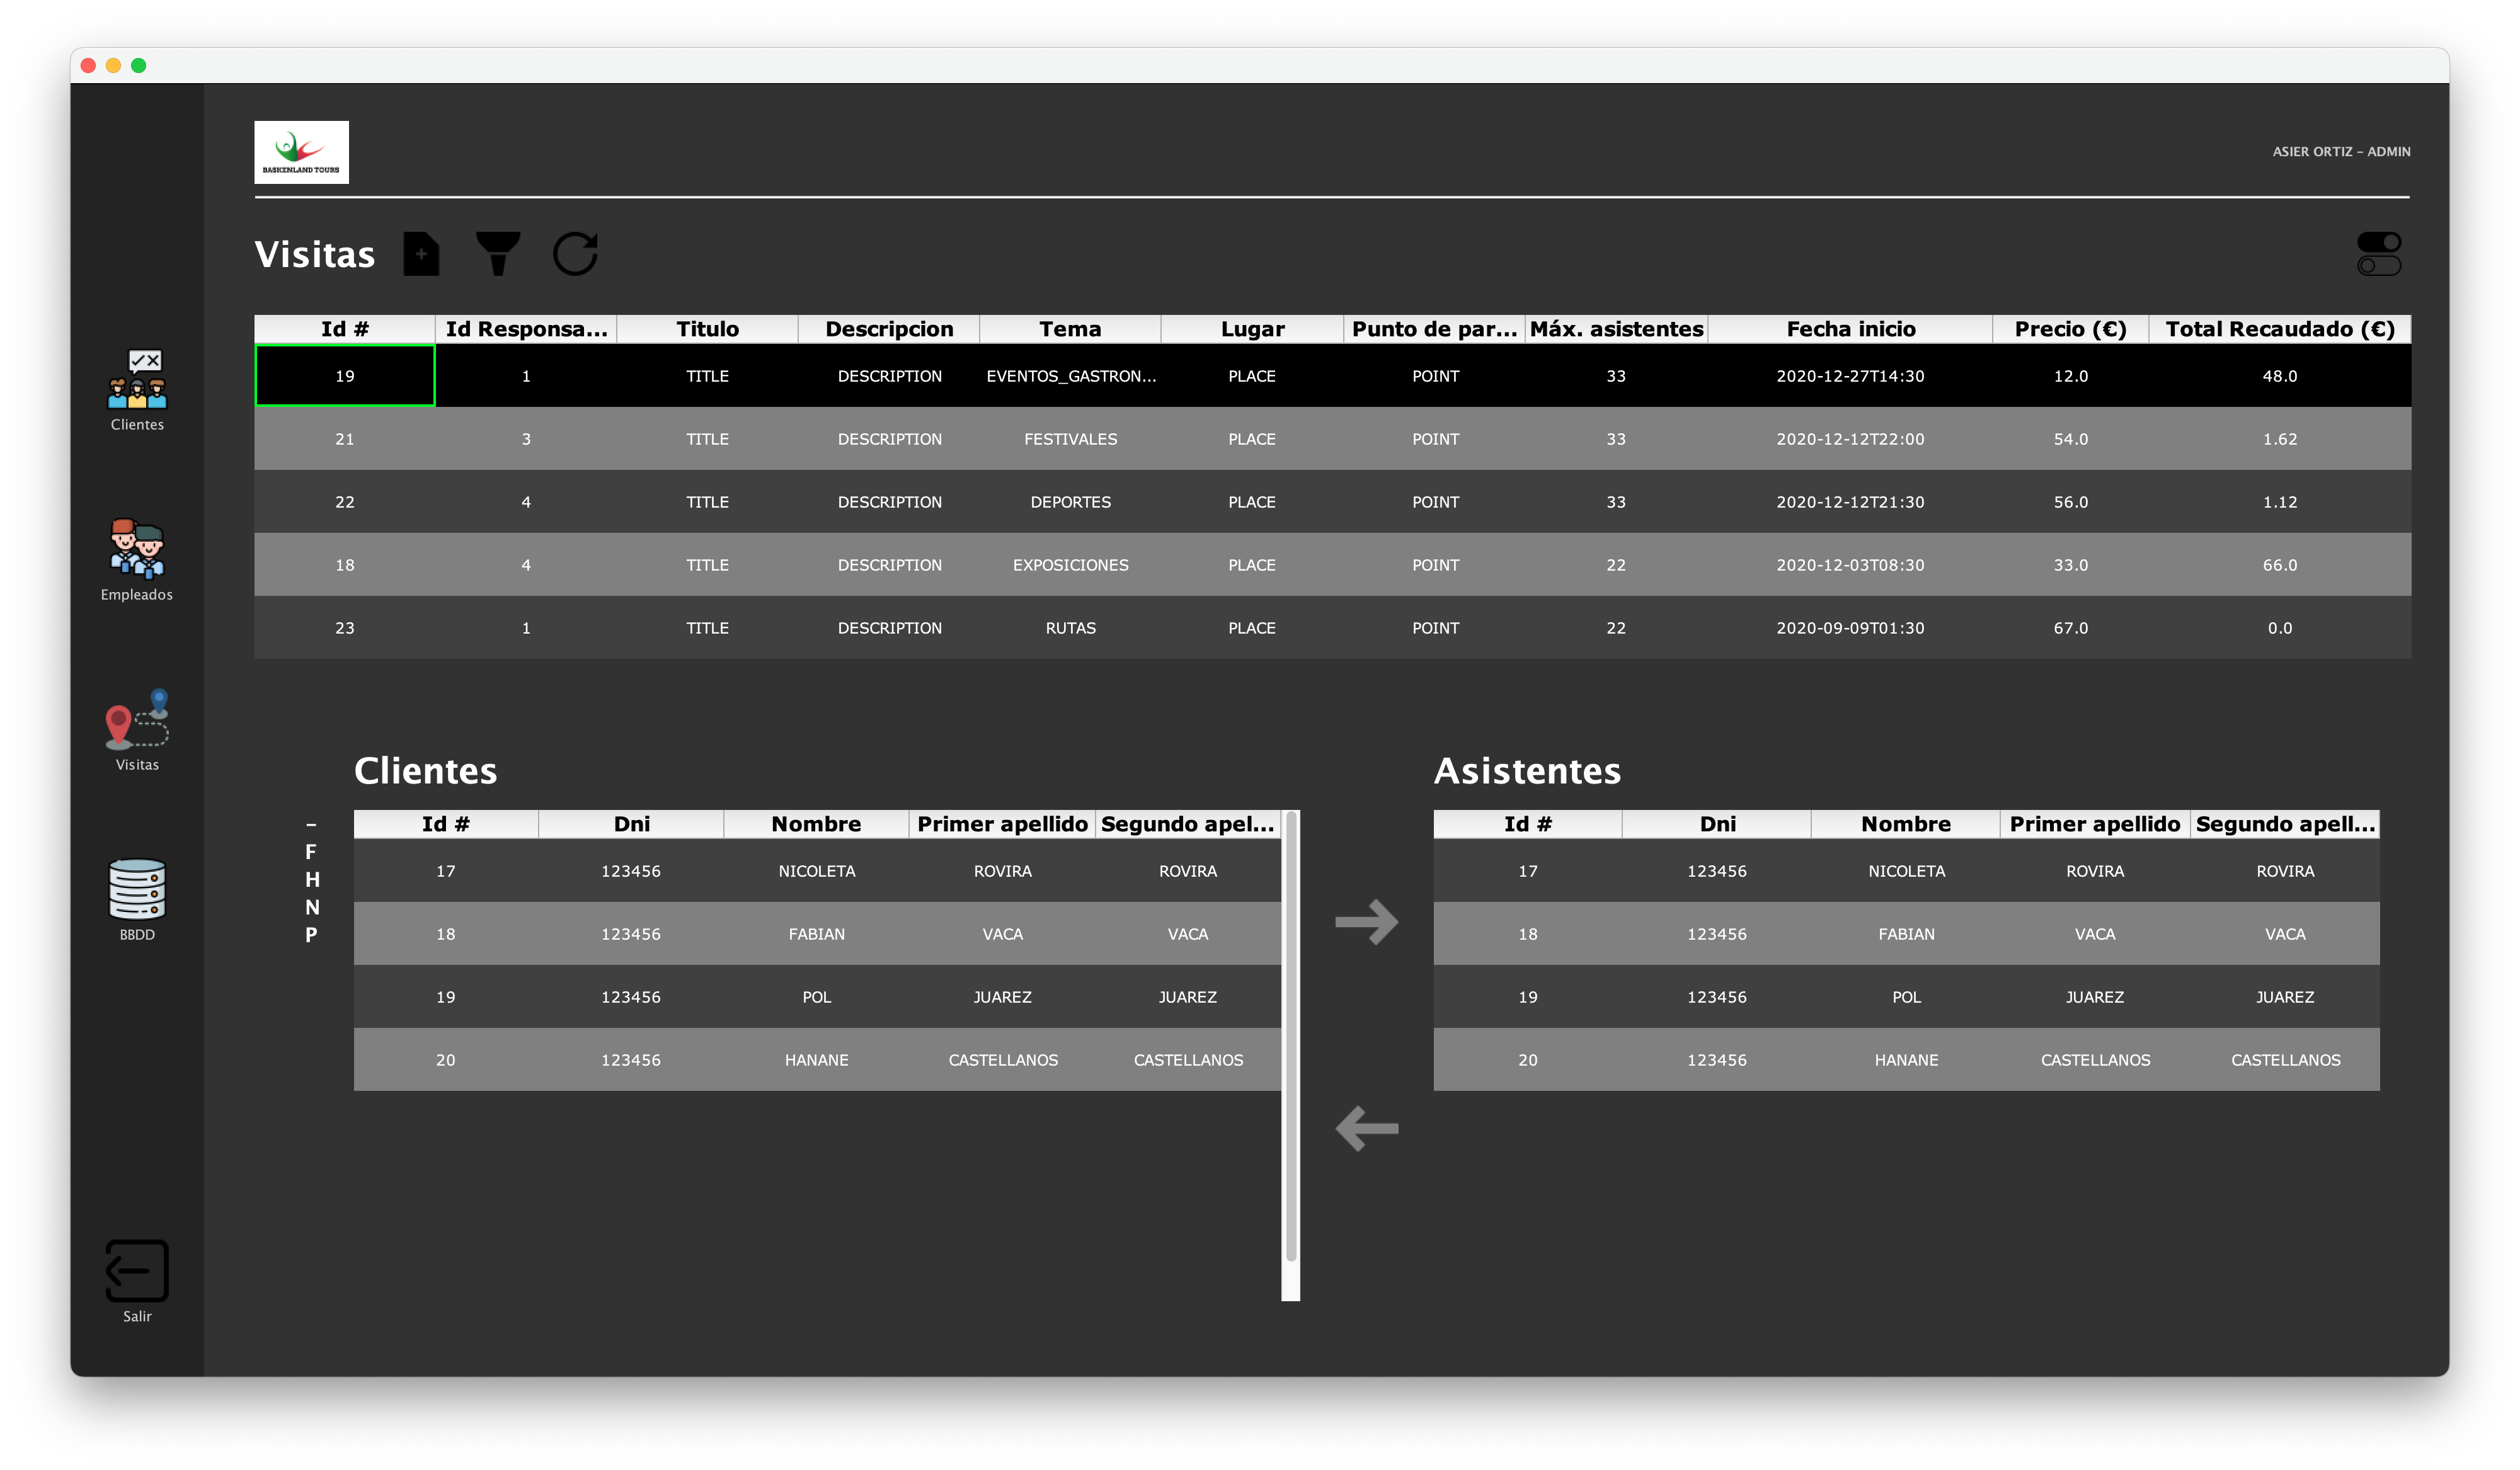 BASKENLAND TOURS
ASIER ORTIZ – ADMIN
Visitas
Id # Id Responsa... Titulo Descripcion Tema Lugar Punto de par... Máx. asistentes Fecha inicio Precio (€) Total Recaudado (€)
19 1 TITLE DESCRIPTION EVENTOS_GASTRON... PLACE POINT 33 2020-12-27T14:30 12.0 48.0
21 3 TITLE DESCRIPTION FESTIVALES PLACE POINT 33 2020-12-12T22:00 54.0 1.62
22 4 TITLE DESCRIPTION DEPORTES PLACE POINT 33 2020-12-12T21:30 56.0 1.12
18 4 TITLE DESCRIPTION EXPOSICIONES PLACE POINT 22 2020-12-03T08:30 33.0 66.0
23 1 TITLE DESCRIPTION RUTAS PLACE POINT 22 2020-09-09T01:30 67.0 0.0
Clientes
Empleados
Visitas
BBDD
Salir
–
F
H
N
P
Clientes
Id # Dni Nombre Primer apellido Segundo apel...
17 123456 NICOLETA ROVIRA ROVIRA
18 123456 FABIAN VACA VACA
19 123456 POL JUAREZ JUAREZ
20 123456 HANANE CASTELLANOS CASTELLANOS
Asistentes
Id # Dni Nombre Primer apellido Segundo apell...
17 123456 NICOLETA ROVIRA ROVIRA
18 123456 FABIAN VACA VACA
19 123456 POL JUAREZ JUAREZ
20 123456 HANANE CASTELLANOS CASTELLANOS